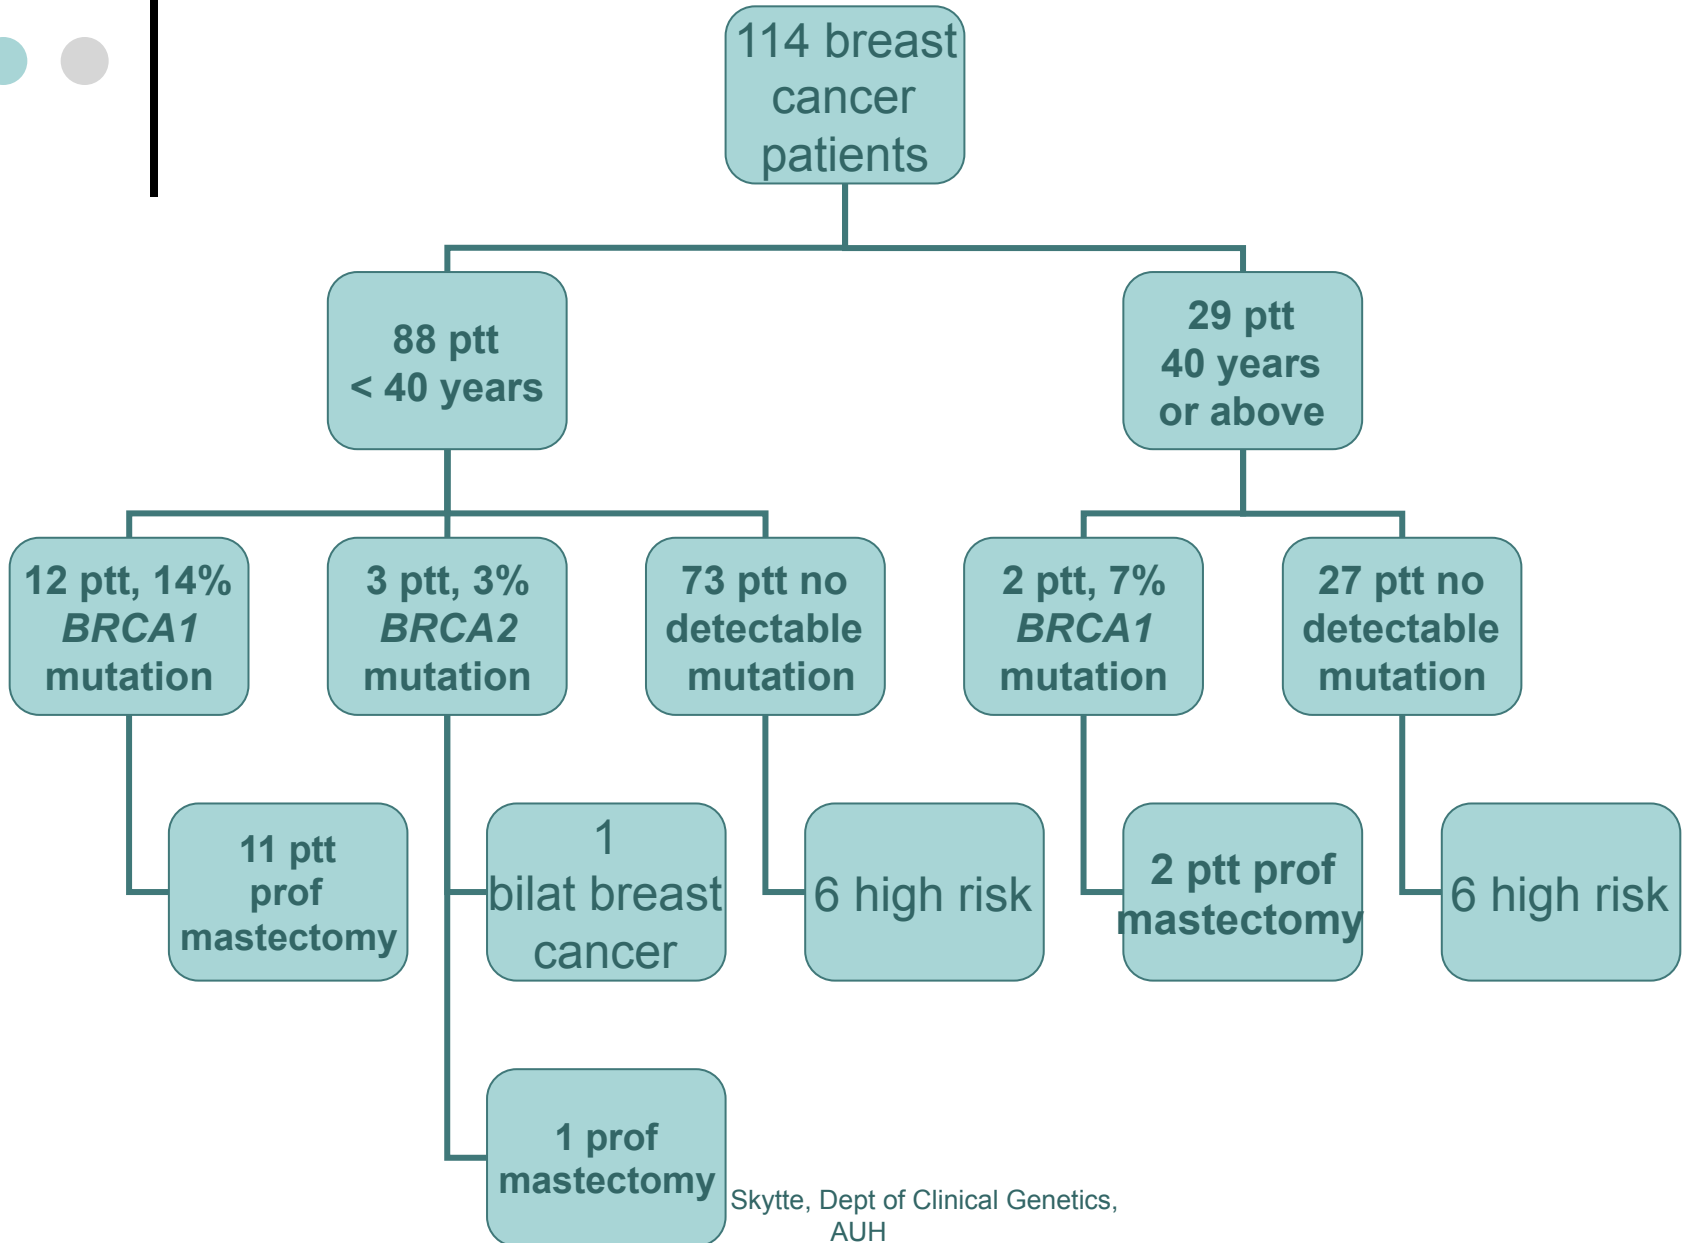 114 breast
cancer
patients
88 ptt
< 40 years
29 ptt
40 years
or above
12 ptt, 14%
BRCA1
mutation
3 ptt, 3%
BRCA2
mutation
73 ptt no
detectable
mutation
2 ptt, 7%
BRCA1
mutation
27 ptt no
detectable
mutation
11 ptt
prof
mastectomy
1
bilat breast
cancer
6 high risk
2 ptt prof
mastectomy
6 high risk
1 prof
mastectomy
Skytte, Dept of Clinical Genetics,
AUH